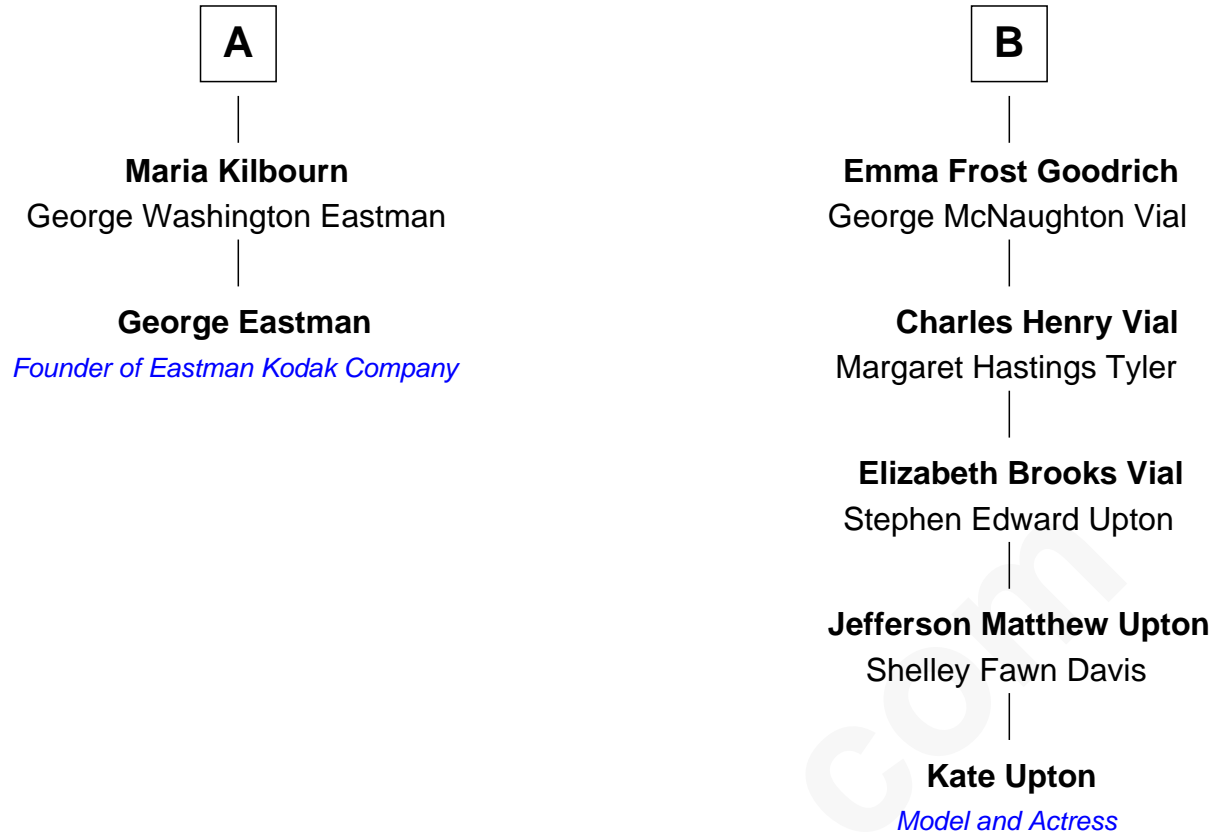 A
Maria Kilbourn
George Washington Eastman
George Eastman
Founder of Eastman Kodak Company
B
Emma Frost Goodrich
George McNaughton Vial
Charles Henry Vial
Margaret Hastings Tyler
Elizabeth Brooks Vial
Stephen Edward Upton
Jefferson Matthew Upton
Shelley Fawn Davis
Kate Upton
Model and Actress
com